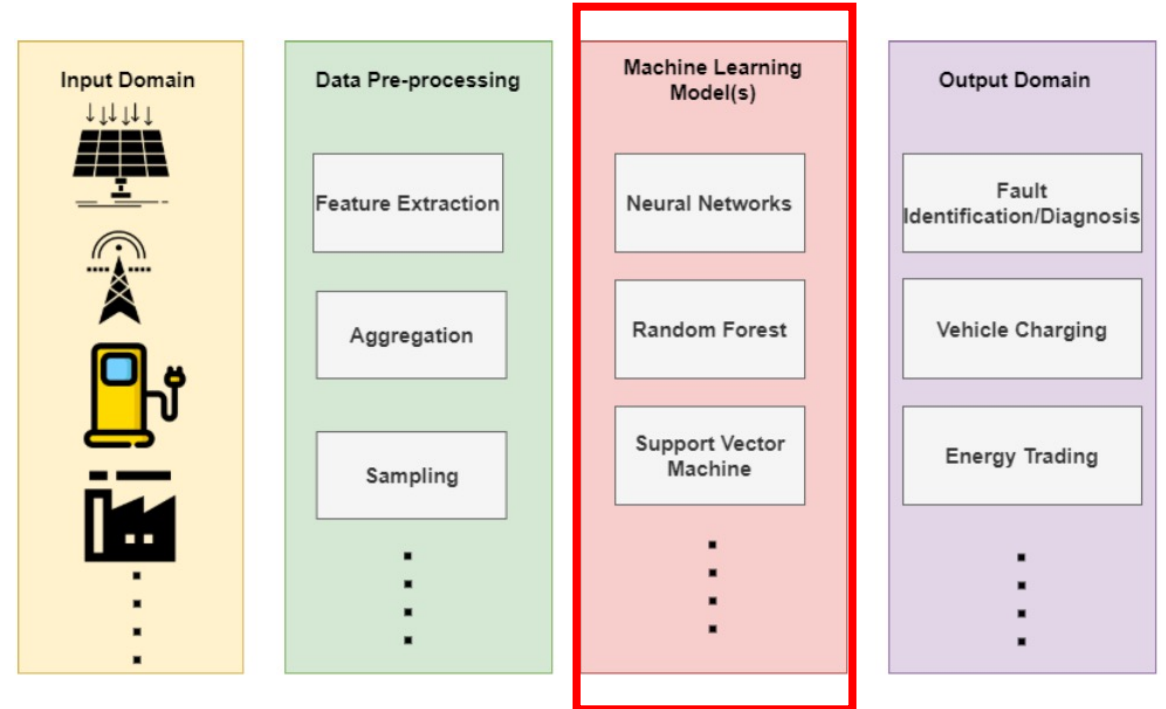 Input Domain
Data Pre-processing
Feature Extraction
Aggregation
Sampling
Machine Learning
Model(s)
Neural Networks
Random Forest
Support Vector
Machine
Output Domain
Fault
Identification/Diagnosis
Vehicle Charging
Energy Trading